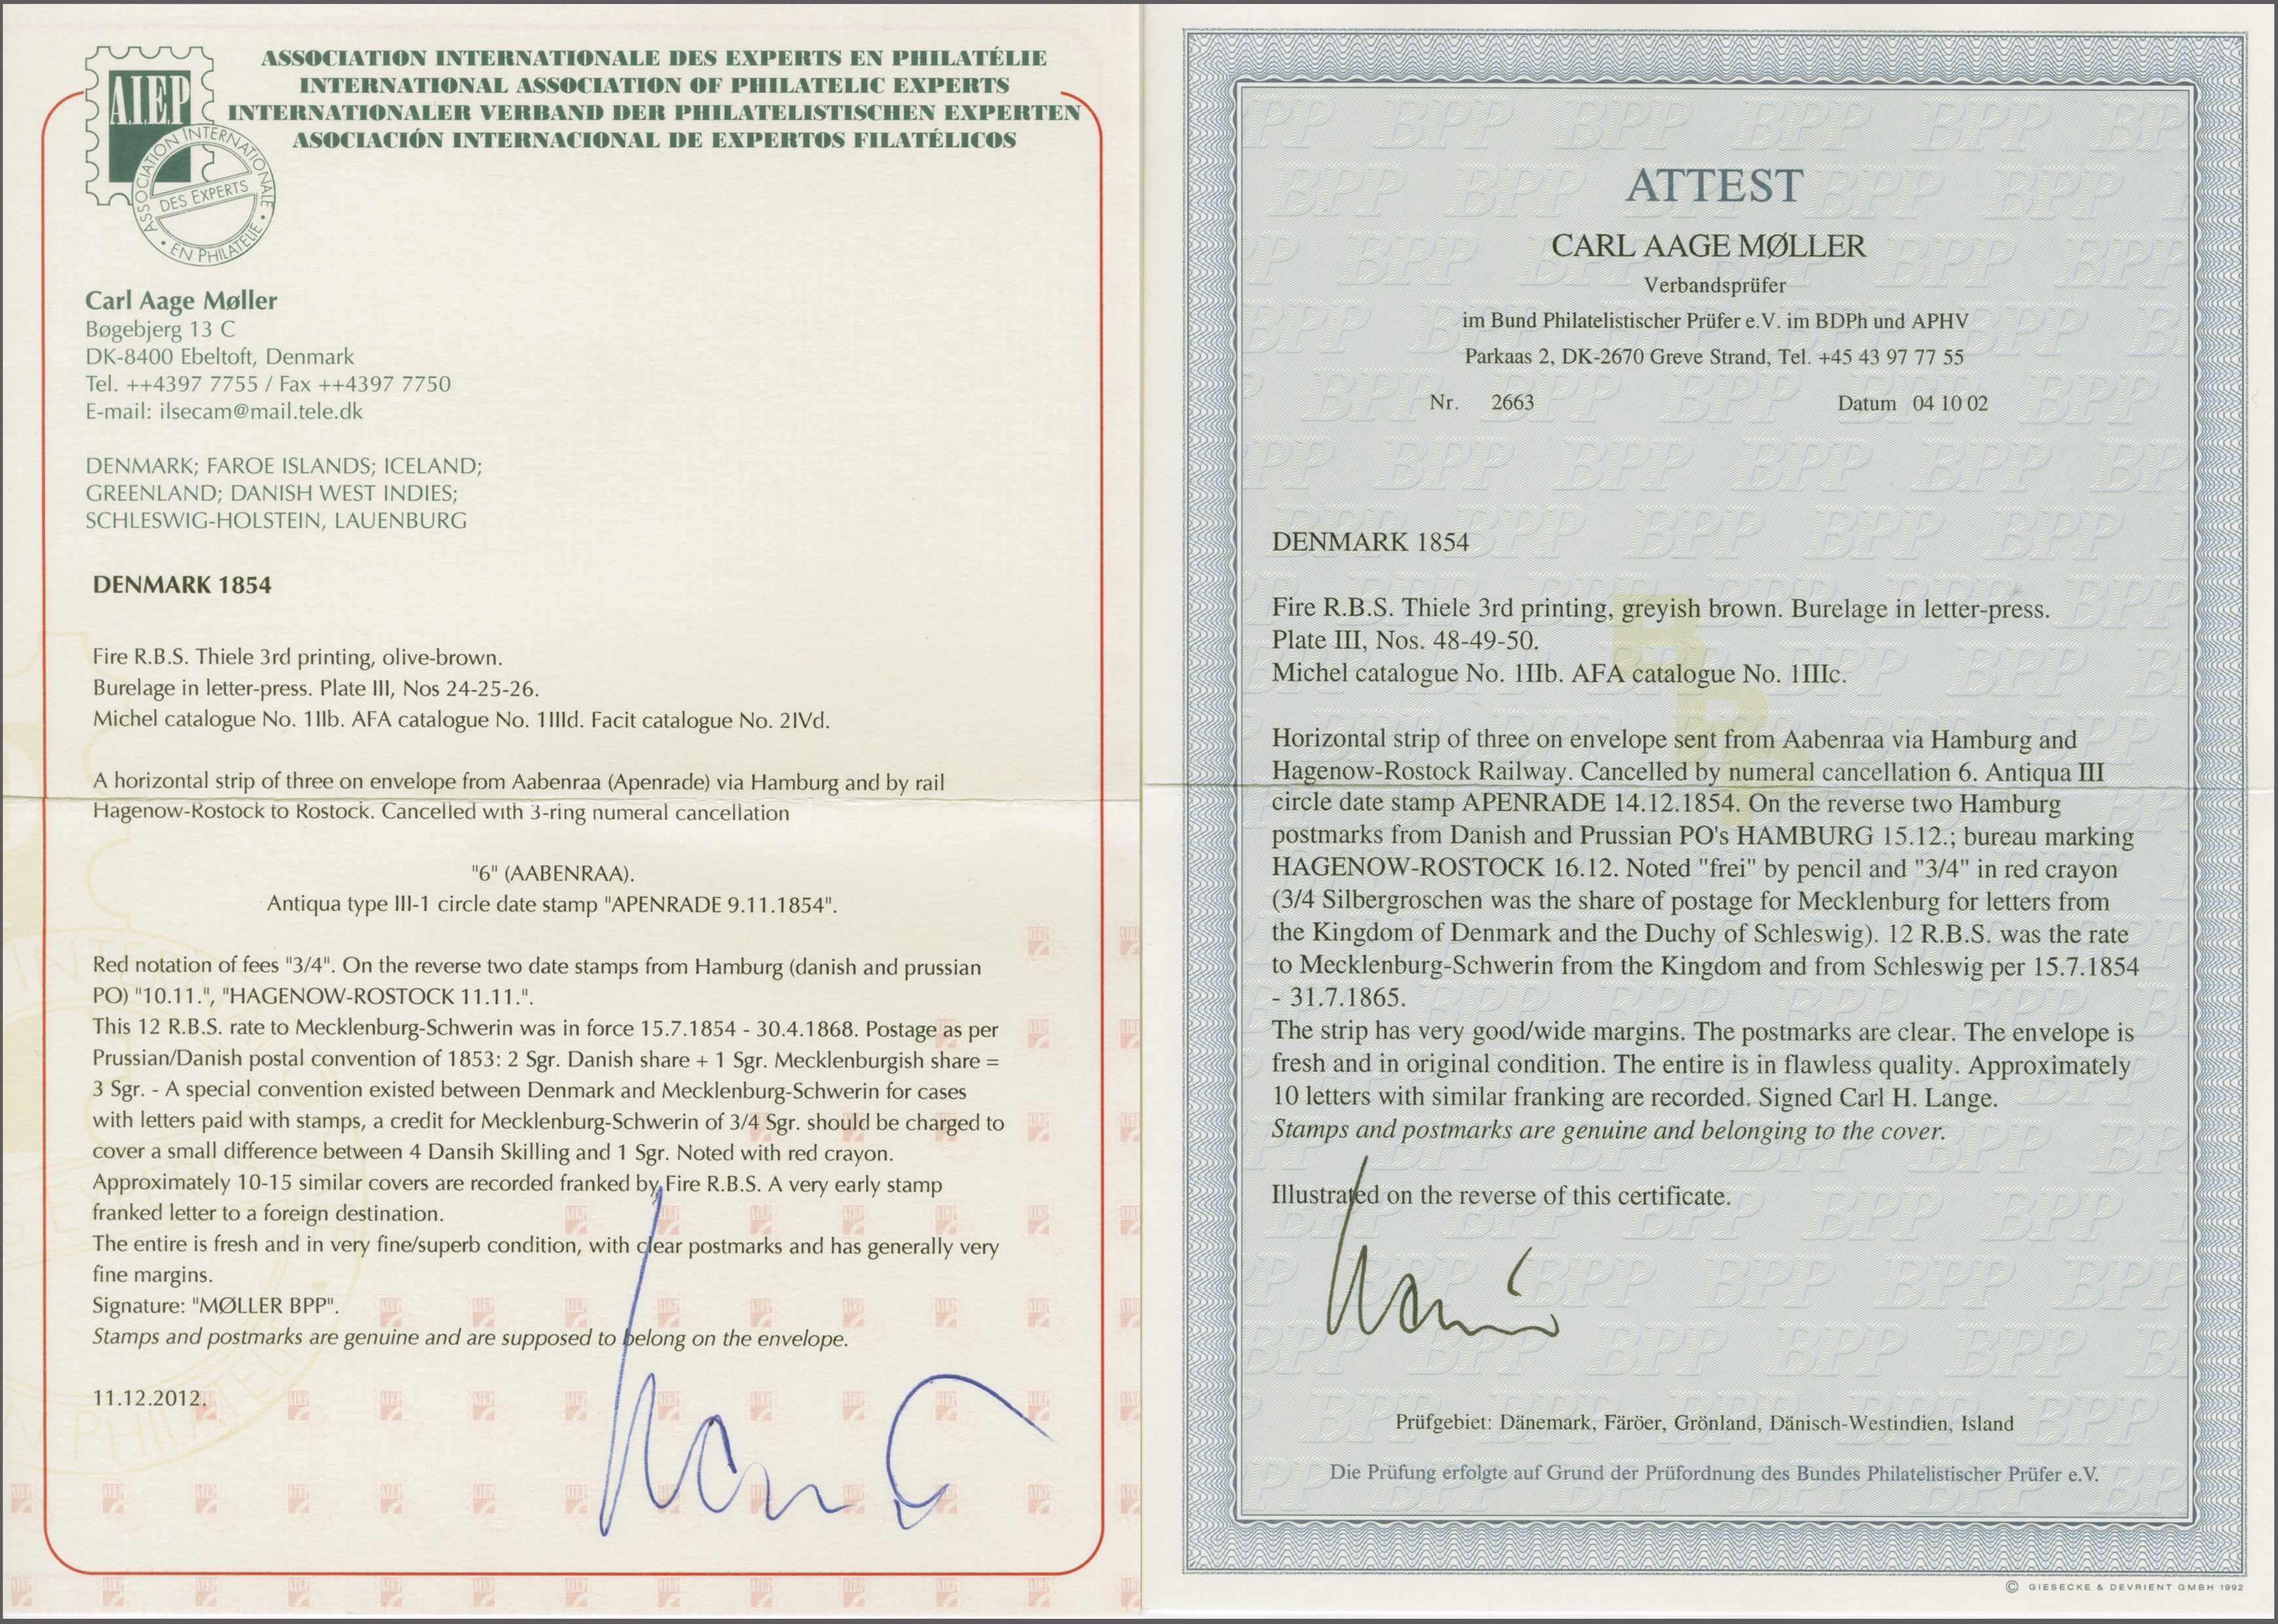 ASSOCIATION INTERNATIONALE DES EXPERTS EN PHILATÉLIE
INTERNATIONAL ASSOCIATION OF PHILATELIC EXPERTS
INTERNATIONALER VERBAND DER PHILATELISTISCHEN EXPERTEN
ASOCIACIÓN INTERNACIONAL DE EXPERTOS FILATÉLICOS
AIEP
ASSOCIATION INTERNATIONALE
DES EXPERTS
• EN PHILATELIE •
Carl Aage Møller
Bøgebjerg 13 C
DK-8400 Ebeltoft, Denmark
Tel. ++4397 7755 / Fax ++4397 7750
E-mail: ilsecam@mail.tele.dk
DENMARK; FAROE ISLANDS; ICELAND;
GREENLAND; DANISH WEST INDIES;
SCHLESWIG-HOLSTEIN, LAUENBURG
DENMARK 1854
Fire R.B.S. Thiele 3rd printing, olive-brown.
Burelage in letter-press. Plate III, Nos 24-25-26.
Michel catalogue No. 1IIb. AFA catalogue No. 1IIId. Facit catalogue No. 2IVd.
A horizontal strip of three on envelope from Aabenraa (Apenrade) via Hamburg and by rail
Hagenow-Rostock to Rostock. Cancelled with 3-ring numeral cancellation
"6" (AABENRAA).
Antiqua type III-1 circle date stamp "APENRADE 9.11.1854".
Red notation of fees "3/4". On the reverse two date stamps from Hamburg (danish and prussian
PO) "10.11.", "HAGENOW-ROSTOCK 11.11.".
This 12 R.B.S. rate to Mecklenburg-Schwerin was in force 15.7.1854 - 30.4.1868. Postage as per
Prussian/Danish postal convention of 1853: 2 Sgr. Danish share + 1 Sgr. Mecklenburgish share =
3 Sgr. - A special convention existed between Denmark and Mecklenburg-Schwerin for cases
with letters paid with stamps, a credit for Mecklenburg-Schwerin of 3/4 Sgr. should be charged to
cover a small difference between 4 Dansih Skilling and 1 Sgr. Noted with red crayon.
Approximately 10-15 similar covers are recorded franked by Fire R.B.S. A very early stamp
franked letter to a foreign destination.
The entire is fresh and in very fine/superb condition, with clear postmarks and has generally very
fine margins.
Signature: "MØLLER BPP".
Stamps and postmarks are genuine and are supposed to belong on the envelope.
11.12.2012.
ATTEST
CARL AAGE MØLLER
Verbandsprüfer
im Bund Philatelistischer Prüfer e.V. im BDPh und APHV
Parkaas 2, DK-2670 Greve Strand, Tel. +45 43 97 77 55
Nr. 2663 Datum 04 10 02
DENMARK 1854
Fire R.B.S. Thiele 3rd printing, greyish brown. Burelage in letter-press.
Plate III, Nos. 48-49-50.
Michel catalogue No. 1IIb. AFA catalogue No. 1IIIc.
Horizontal strip of three on envelope sent from Aabenraa via Hamburg and
Hagenow-Rostock Railway. Cancelled by numeral cancellation 6. Antiqua III
circle date stamp APENRADE 14.12.1854. On the reverse two Hamburg
postmarks from Danish and Prussian PO's HAMBURG 15.12.; bureau marking
HAGENOW-ROSTOCK 16.12. Noted "frei" by pencil and "3/4" in red crayon
(3/4 Silbergroschen was the share of postage for Mecklenburg for letters from
the Kingdom of Denmark and the Duchy of Schleswig). 12 R.B.S. was the rate
to Mecklenburg-Schwerin from the Kingdom and from Schleswig per 15.7.1854
- 31.7.1865.
The strip has very good/wide margins. The postmarks are clear. The envelope is
fresh and in original condition. The entire is in flawless quality. Approximately
10 letters with similar franking are recorded. Signed Carl H. Lange.
Stamps and postmarks are genuine and belonging to the cover.
Illustrated on the reverse of this certificate.
Prüfgebiet: Dänemark, Färöer, Grönland, Dänisch-Westindien, Island
Die Prüfung erfolgte auf Grund der Prüfordnung des Bundes Philatelistischer Prüfer e.V.
© GIESECKE & DEVRIENT GMBH 1992